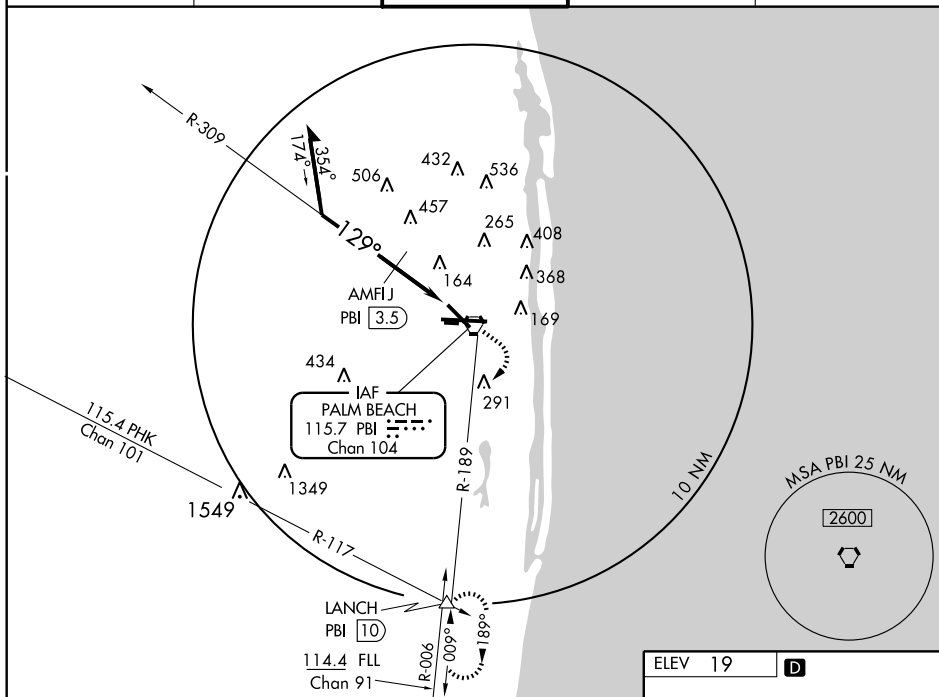 R-309
354°
174°
432
536
506
457
265
408
129°
164
368
AMFIJ
PBI 3.5
169
434
291
IAF
PALM BEACH
115.7 PBI
Chan 104
115.4 PHK
Chan 101
R-189
10 NM
1349
1549
MSA PBI 25 NM
2600
R-117
LANCH
PBI 10
009°
189°
R-006
114.4 FLL
Chan 91
ELEV 19
D